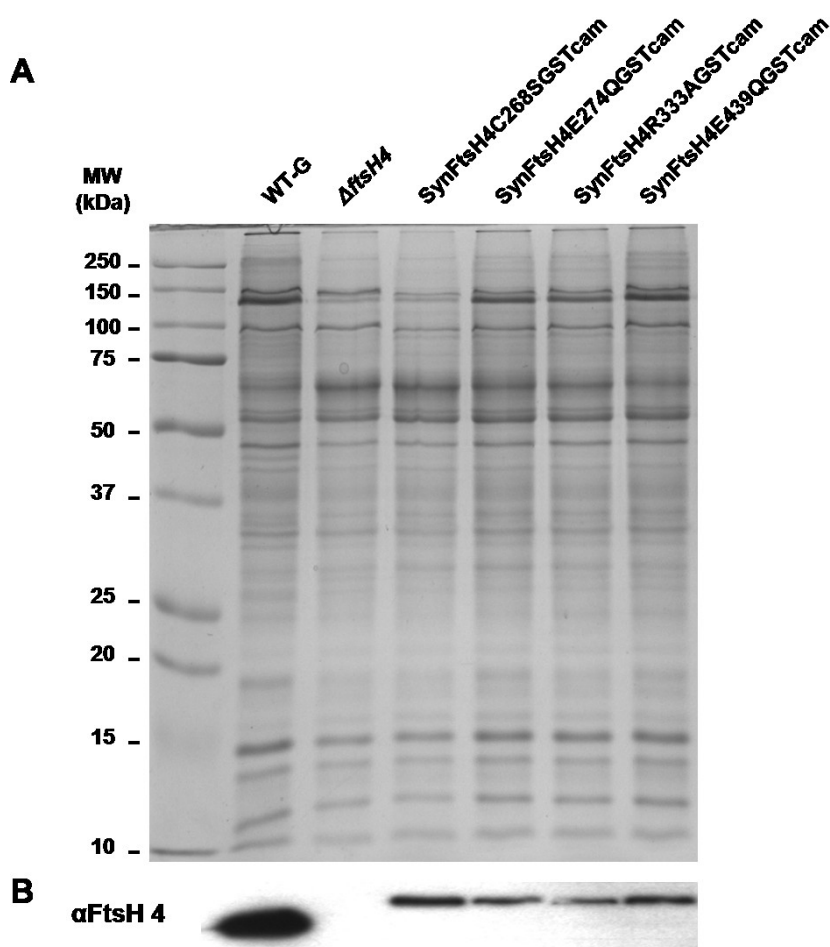 A
MW
(kDa)
WT-G
ΔftsH4
SynFtsH4C268SGSTcam
SynFtsH4E274QGSTcam
SynFtsH4R333AGSTcam
SynFtsH4E439QGSTcam
250
150
100
75
50
37
25
20
15
10
B
αFtsH 4